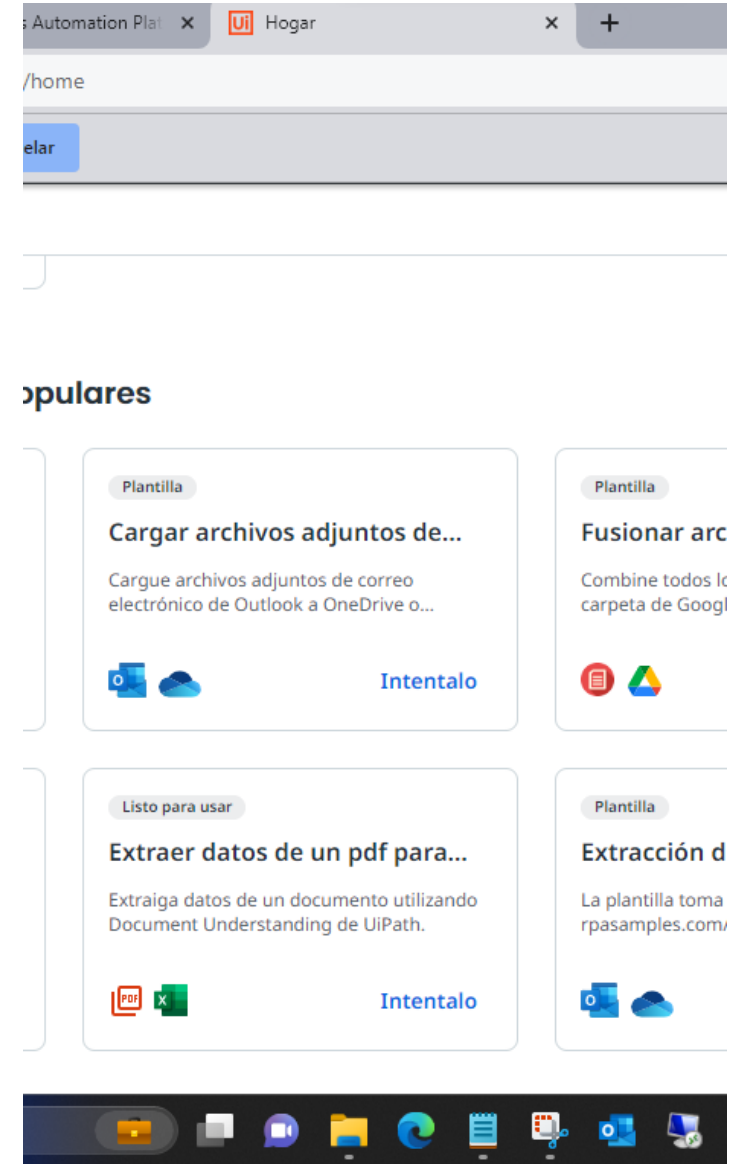 s Automation Plat
Ui Hogar
/home
elar
opulares
Plantilla
Cargar archivos adjuntos de...
Cargue archivos adjuntos de correo
electrónico de Outlook a OneDrive o...
Intentalo
Plantilla
Fusionar arc
Combine todos lo
carpeta de Googl
Listo para usar
Extraer datos de un pdf para...
Extraiga datos de un documento utilizando
Document Understanding de UiPath.
PDF
Intentalo
Plantilla
Extracción d
La plantilla toma
rpasamples.com/